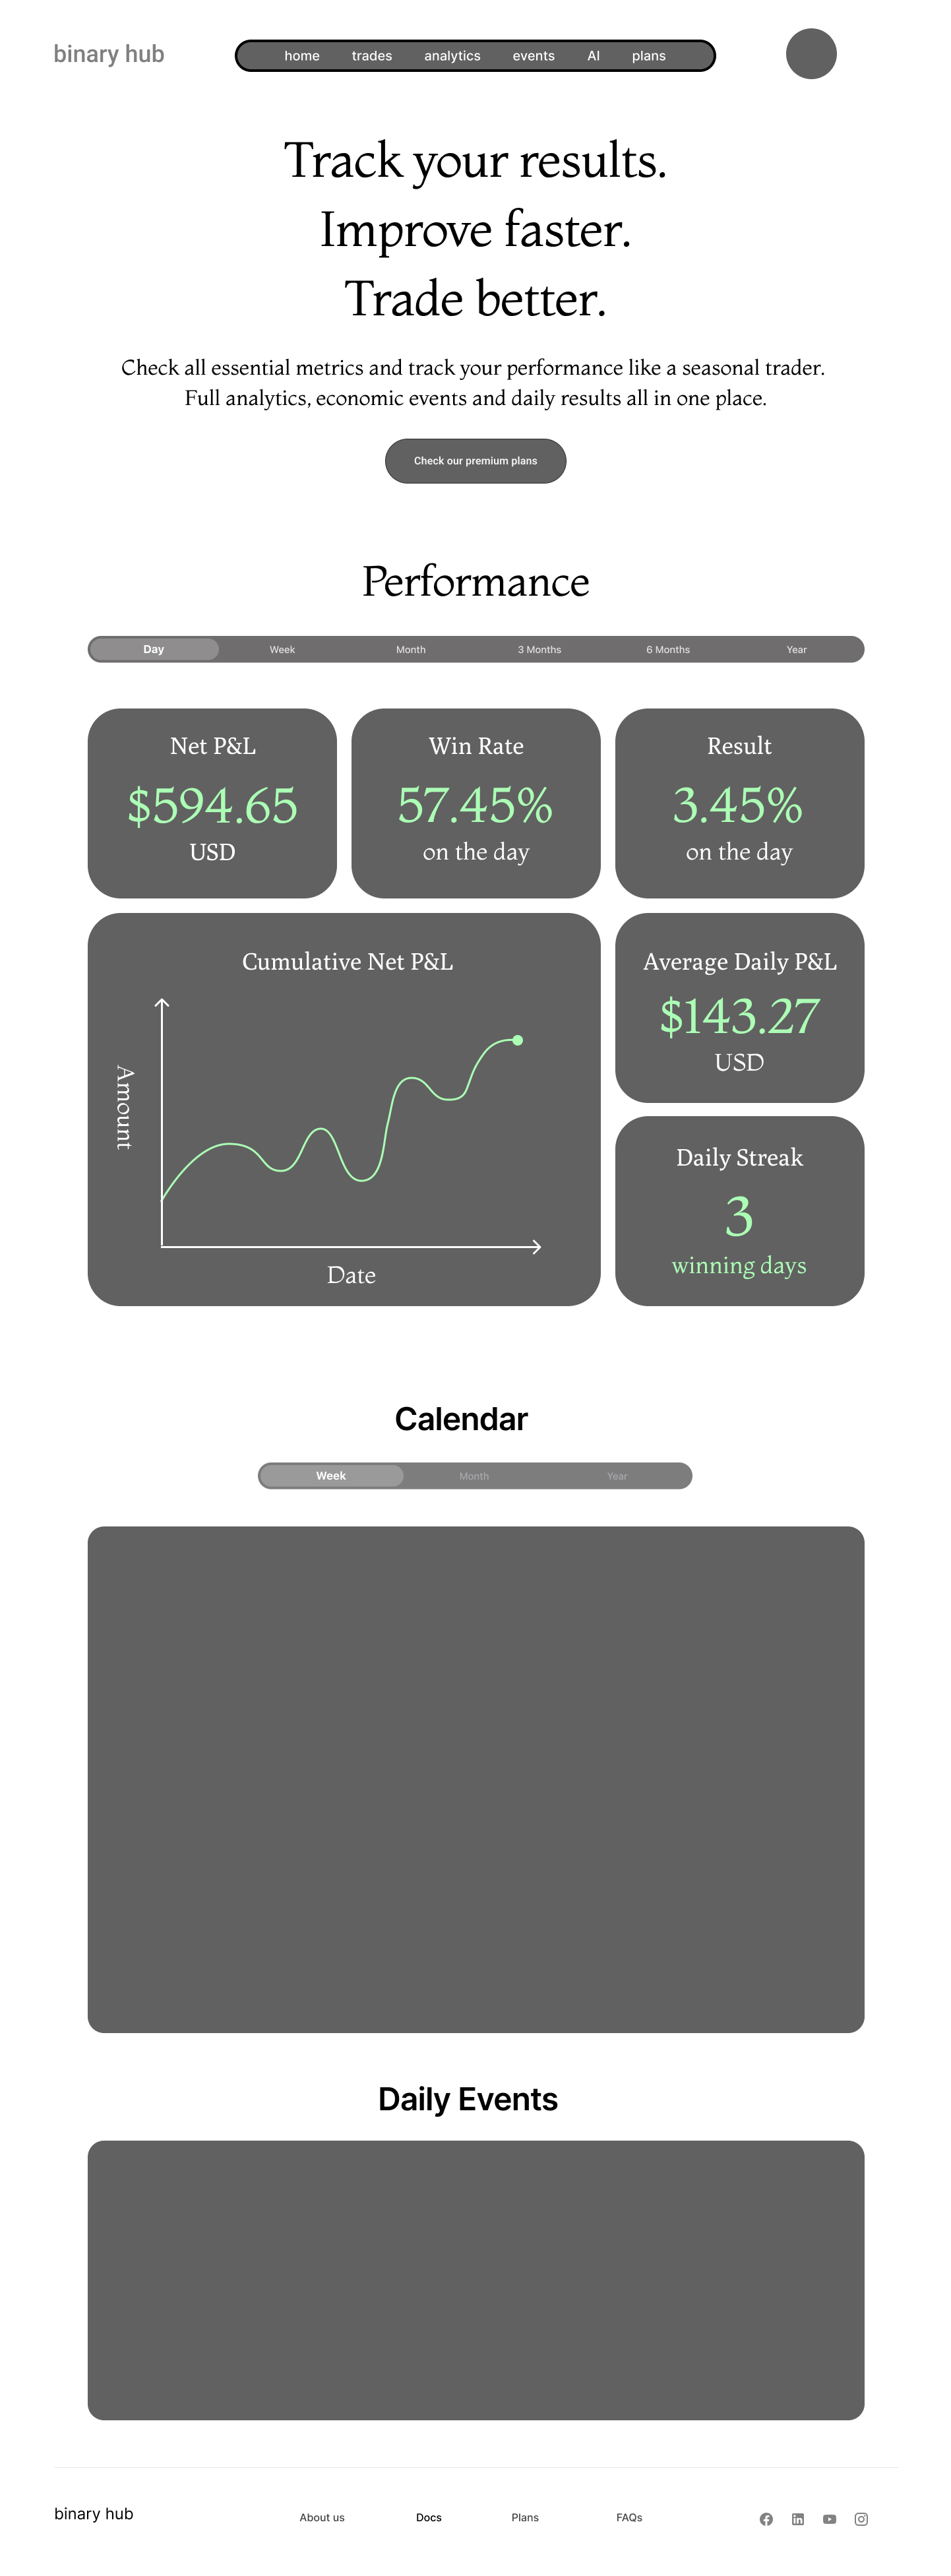 binary hub
home trades analytics events AI plans
Track your results.
Improve faster.
Trade better.
Check all essential metrics and track your performance like a seasonal trader.
Full analytics, economic events and daily results all in one place.
Check our premium plans
Performance
Day Week Month 3 Months 6 Months Year
Net P&L
$594.65
USD
Win Rate
57.45%
on the day
Result
3.45%
on the day
Cumulative Net P&L
Amount
Date
Average Daily P&L
$143.27
USD
Daily Streak
3
winning days
Calendar
Week Month Year
Daily Events
binary hub
About us Docs Plans FAQs